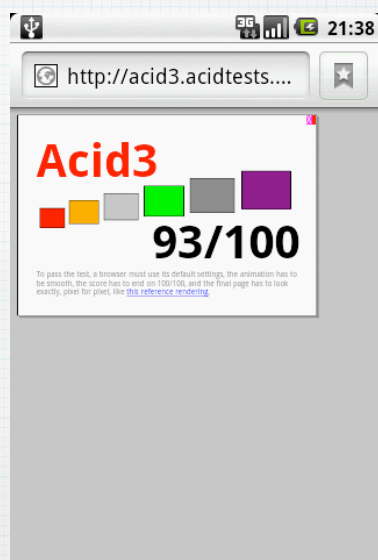 3G 21:38
http://acid3.acidtests....
Acid3
93/100
To pass the test, a browser must use its default settings, the animation has to
be smooth, the score has to end on 100/100, and the final page has to look
exactly, pixel for pixel, like this reference rendering.